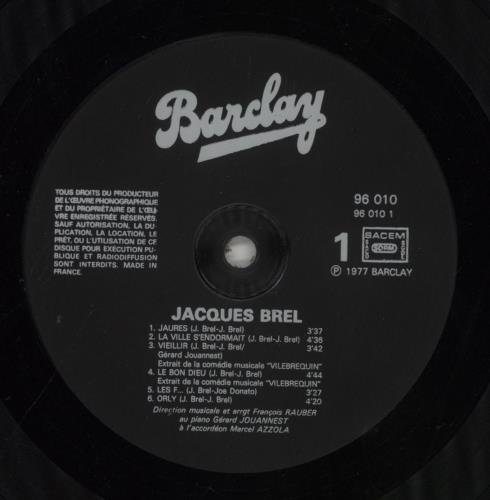 Barclay
TOUS DROITS DU PRODUCTEUR
DE L'ŒUVRE PHONOGRAPHIQUE
ET DU PROPRIÉTAIRE DE L'ŒU-
VRE ENREGISTRÉE RÉSERVÉS.
SAUF AUTORISATION, LA DU-
PLICATION, LA LOCATION, LE
PRÊT, OU L'UTILISATION DE CE
DISQUE POUR EXÉCUTION PU-
BLIQUE ET RADIODIFFUSION
SONT INTERDITS. MADE IN
FRANCE.
96 010
96 010 1
1
SACEM
SACD
SDRM
SGDL
℗ 1977 BARCLAY
JACQUES BREL
1. JAURES (J. Brel-J. Brel) 3'37
2. LA VILLE S'ENDORMAIT (J. Brel-J. Brel) 4'36
3. VIEILLIR (J. Brel-J. Brel/ 3'42
Gérard Jouannest)
Extrait de la comédie musicale "VILEBREQUIN"
4. LE BON DIEU (J. Brel-J. Brel) 4'44
Extrait de la comédie musicale "VILEBREQUIN"
5. LES F... (J. Brel-Joe Donato) 3'27
6. ORLY (J. Brel-J. Brel) 4'20
Direction musicale et arrgt François RAUBER
au piano Gérard JOUANNEST
à l'accordéon Marcel AZZOLA